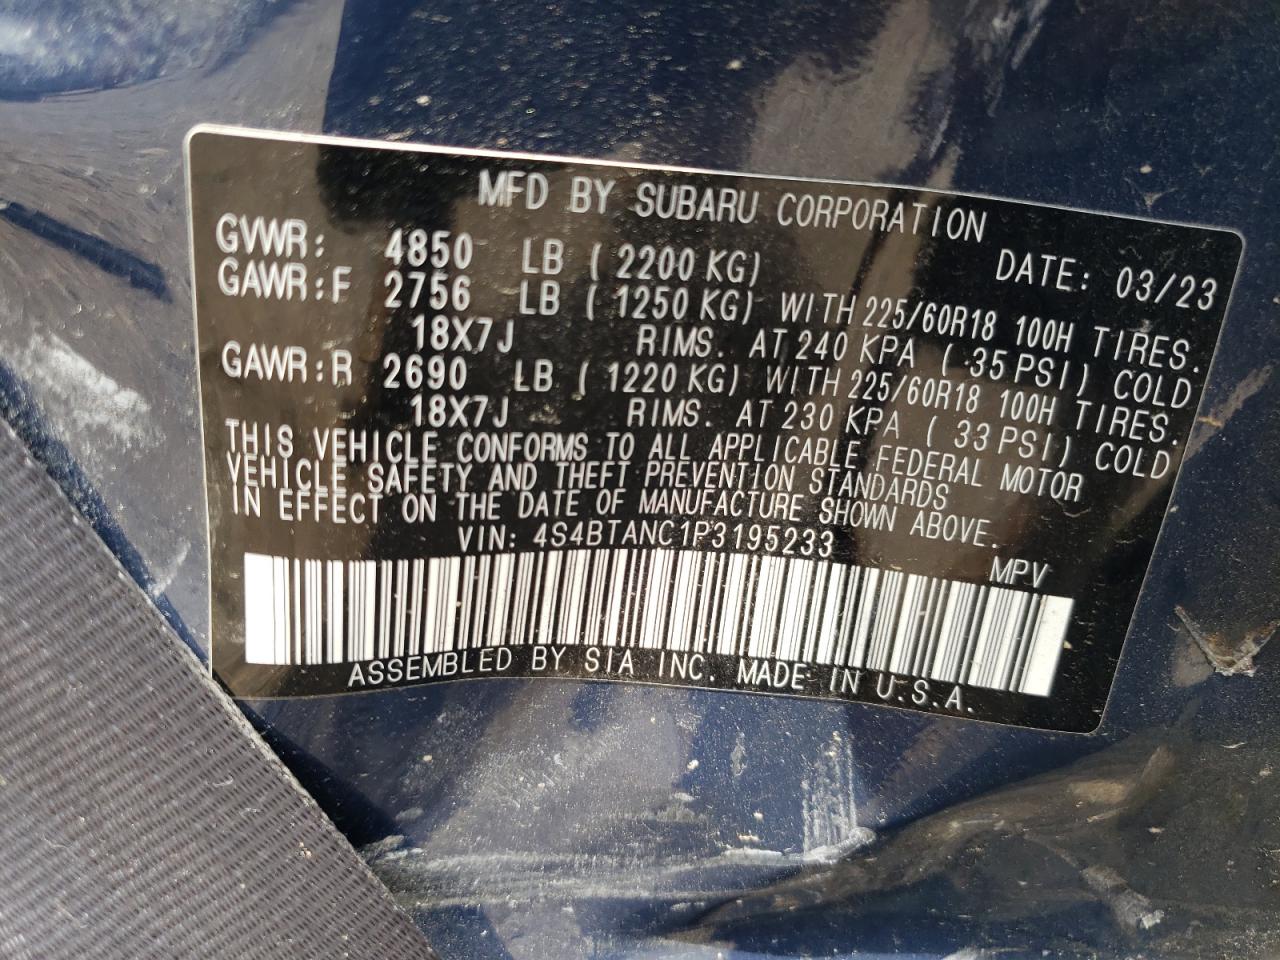 MFD BY SUBARU CORPORATION
DATE: 03/23
GVWR: 4850 LB ( 2200 KG)
GAWR:F 2756 LB ( 1250 KG) WITH 225/60R18 100H TIRES.
18X7J RIMS. AT 240 KPA ( 35 PSI) COLD
GAWR:R 2690 LB ( 1220 KG) WITH 225/60R18 100H TIRES.
18X7J RIMS. AT 230 KPA ( 33 PSI) COLD
THIS VEHICLE CONFORMS TO ALL APPLICABLE FEDERAL MOTOR
VEHICLE SAFETY AND THEFT PREVENTION STANDARDS
IN EFFECT ON THE DATE OF MANUFACTURE SHOWN ABOVE.
VIN: 4S4BTANC1P3195233
MPV
ASSEMBLED BY SIA INC. MADE IN U.S.A.